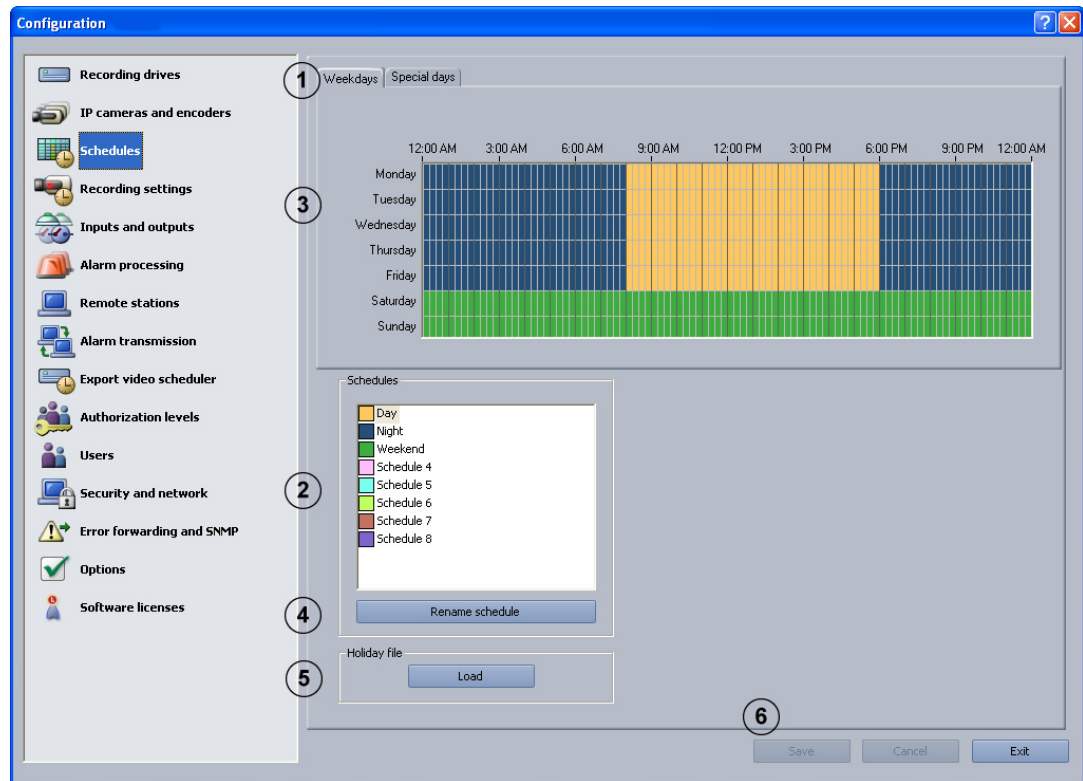 Configuration
Recording drives
IP cameras and encoders
Schedules
Recording settings
Inputs and outputs
Alarm processing
Remote stations
Alarm transmission
Export video scheduler
Authorization levels
Users
Security and network
Error forwarding and SNMP
Options
Software licenses
1
Weekdays Special days
12:00 AM 3:00 AM 6:00 AM 9:00 AM 12:00 PM 3:00 PM 6:00 PM 9:00 PM 12:00 AM
3
Monday
Tuesday
Wednesday
Thursday
Friday
Saturday
Sunday
Schedules
Day
Night
Weekend
Schedule 4
Schedule 5
2
Schedule 6
Schedule 7
Schedule 8
4
Rename schedule
Holiday file
5
Load
6
Save Cancel Exit